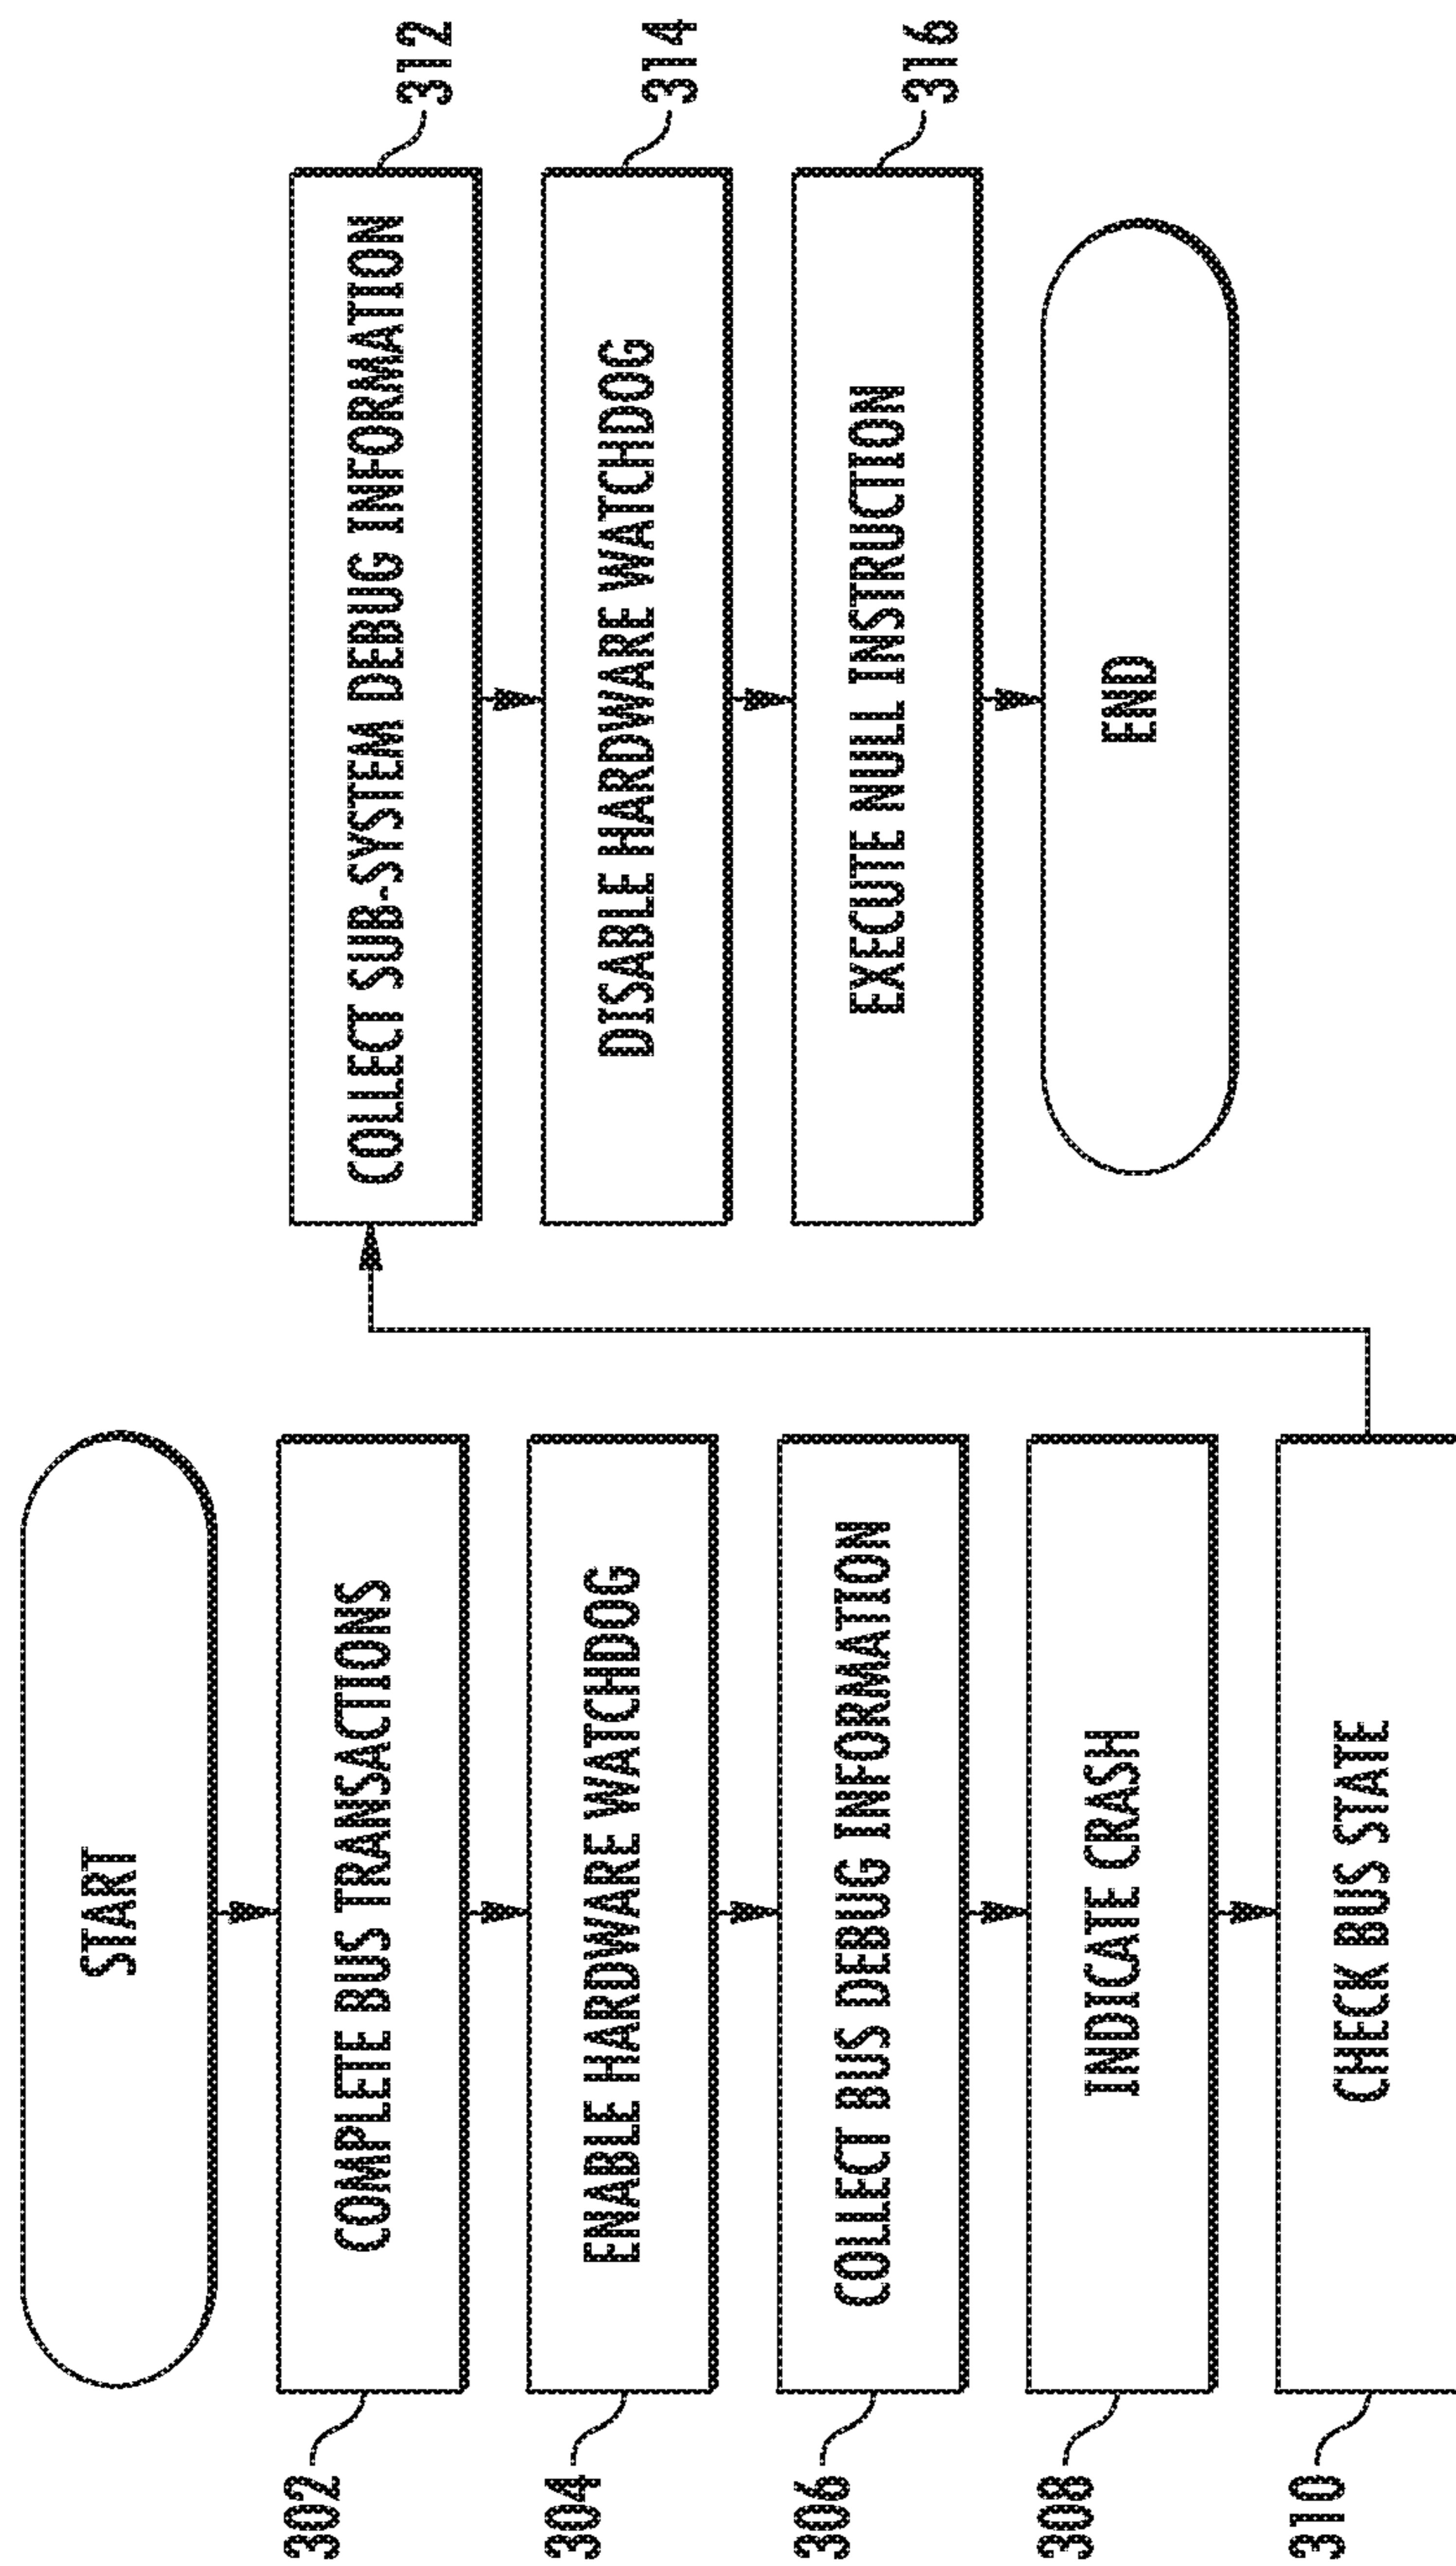 START
302
COMPLETE BUS TRANSACTIONS
304
ENABLE HARDWARE WATCHDOG
306
COLLECT BUS DEBUG INFORMATION
308
INDICATE CRASH
310
CHECK BUS STATE
COLLECT SUB-SYSTEM DEBUG INFORMATION
312
DISABLE HARDWARE WATCHDOG
314
EXECUTE NULL INSTRUCTION
316
END